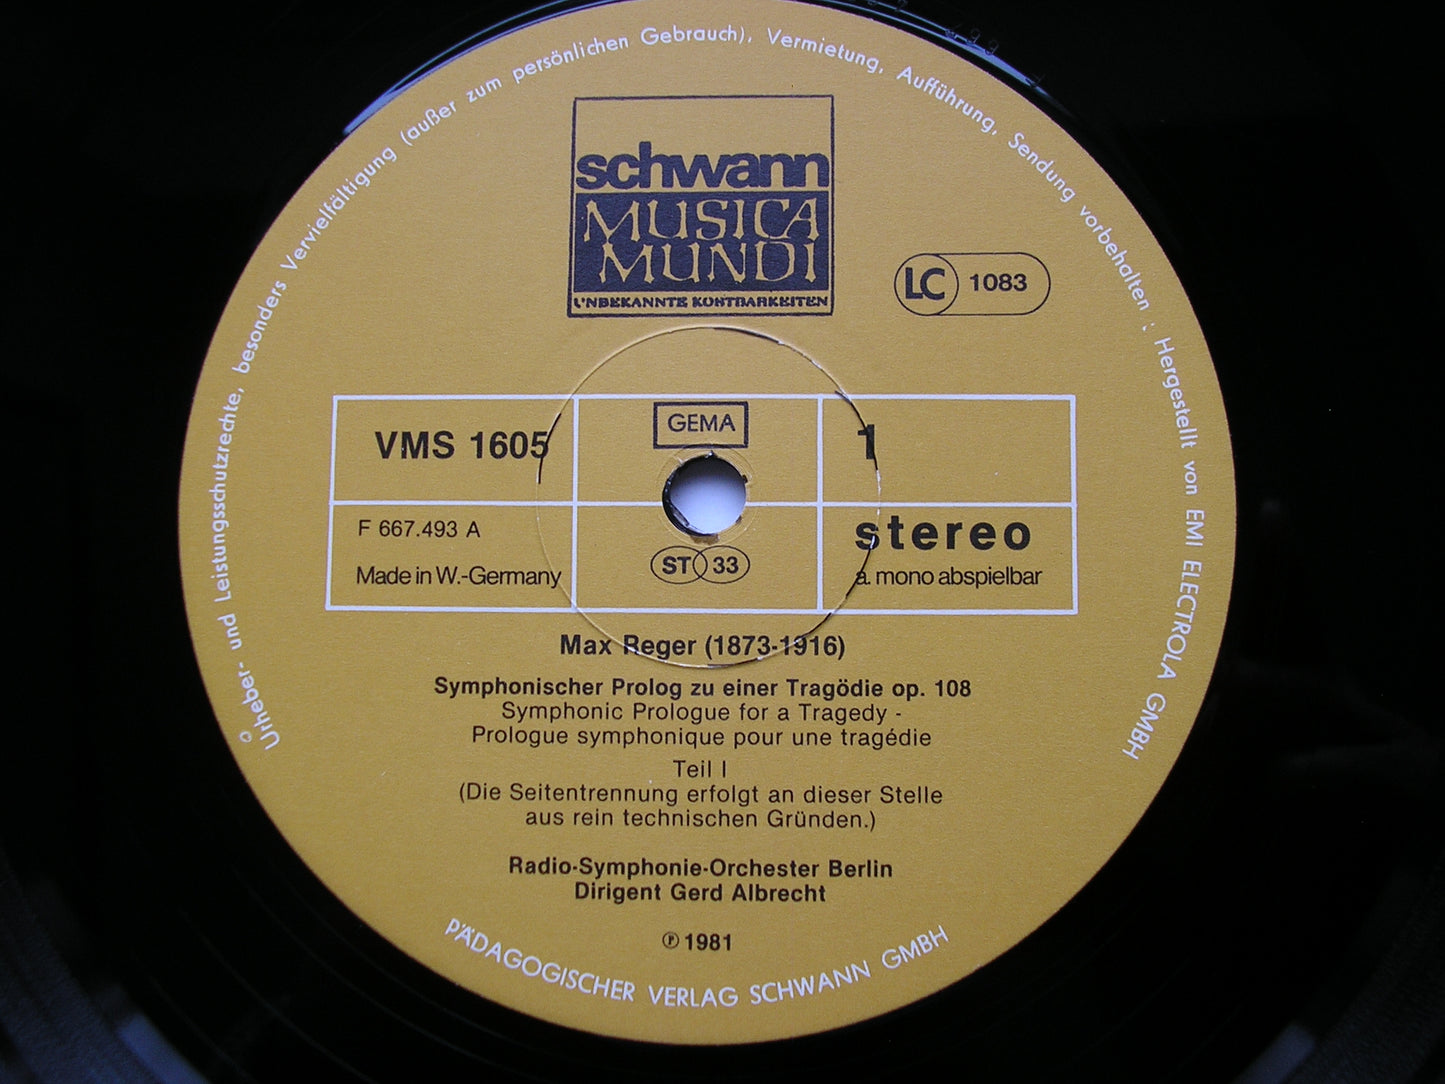 Urheber- und Leistungsschutzrechte, besonders Vervielfältigung (außer zum persönlichen Gebrauch), Vermietung, Aufführung, Sendung vorbehalten ; Hergestellt von EMI ELECTROLA GMBH
schwann
MUSICA
MUNDI
UNBEKANNTE KOSTBARKEITEN
LC 1083
VMS 1605
GEMA
1
F 667.493 A
Made in W.-Germany
ST 33
stereo
a. mono abspielbar
Max Reger (1873-1916)
Symphonischer Prolog zu einer Tragödie op. 108
Symphonic Prologue for a Tragedy -
Prologue symphonique pour une tragédie
Teil I
(Die Seitentrennung erfolgt an dieser Stelle
aus rein technischen Gründen.)
Radio-Symphonie-Orchester Berlin
Dirigent Gerd Albrecht
℗ 1981
PÄDAGOGISCHER VERLAG SCHWANN GMBH